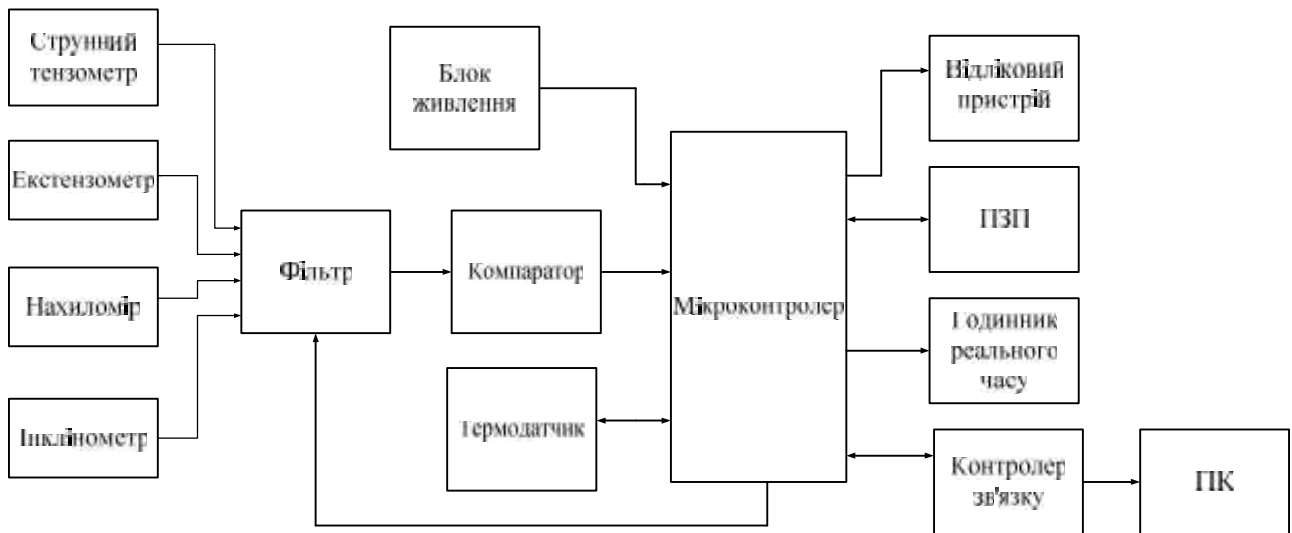 Струнний
тензометр
Екстензометр
Нахиломір
Інклінометр
Фільтр
Блок
живлення
Компаратор
Термодатчик
Мікроконтролер
Відліковий
пристрій
ПЗП
Годинник
реального
часу
Контролер
зв'язку
ПК